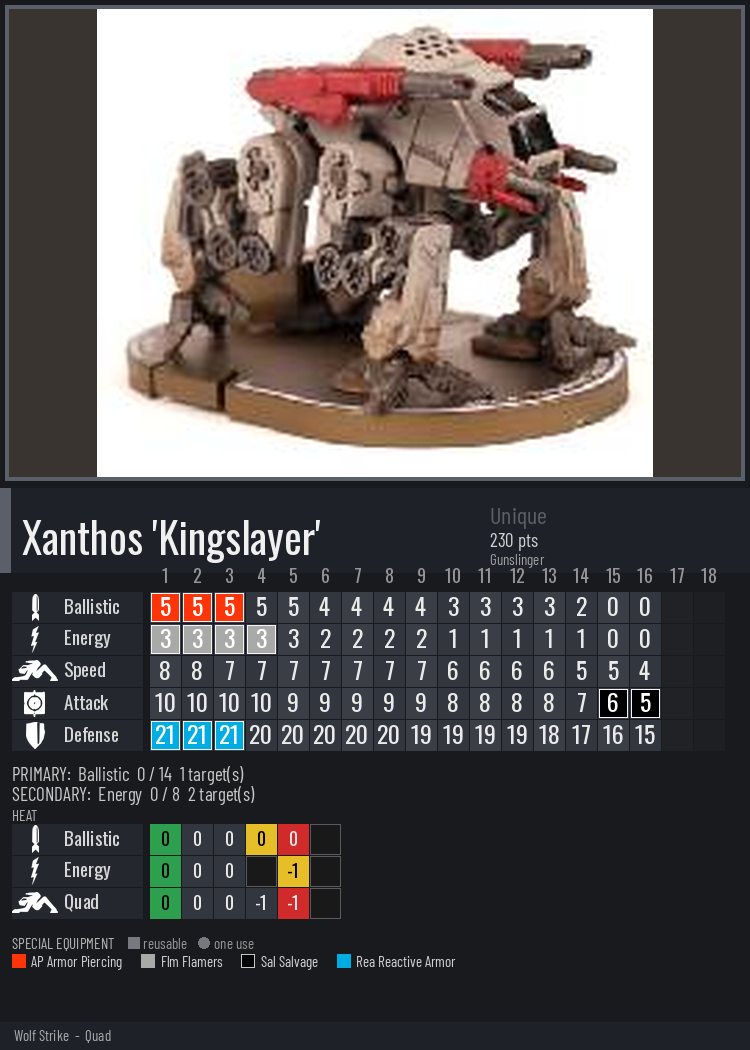 Xanthos 'Kingslayer'
Unique
230 pts
Gunslinger
1 2 3 4 5 6 7 8 9 10 11 12 13 14 15 16 17 18
Ballistic 5 5 5 5 5 4 4 4 4 3 3 3 3 2 0 0
Energy 3 3 3 3 3 2 2 2 2 1 1 1 1 1 0 0
Speed 8 8 7 7 7 7 7 7 7 6 6 6 6 5 5 4
Attack 10 10 10 10 9 9 9 9 9 8 8 8 8 7 6 5
Defense 21 21 21 20 20 20 20 20 19 19 19 19 18 17 16 15
PRIMARY: Ballistic 0 / 14 1 target(s)
SECONDARY: Energy 0 / 8 2 target(s)
HEAT
Ballistic 0 0 0 0 0
Energy 0 0 0 -1
Quad 0 0 0 -1 -1
SPECIAL EQUIPMENT reusable one use
AP Armor Piercing Flm Flamers Sal Salvage Rea Reactive Armor
Wolf Strike - Quad